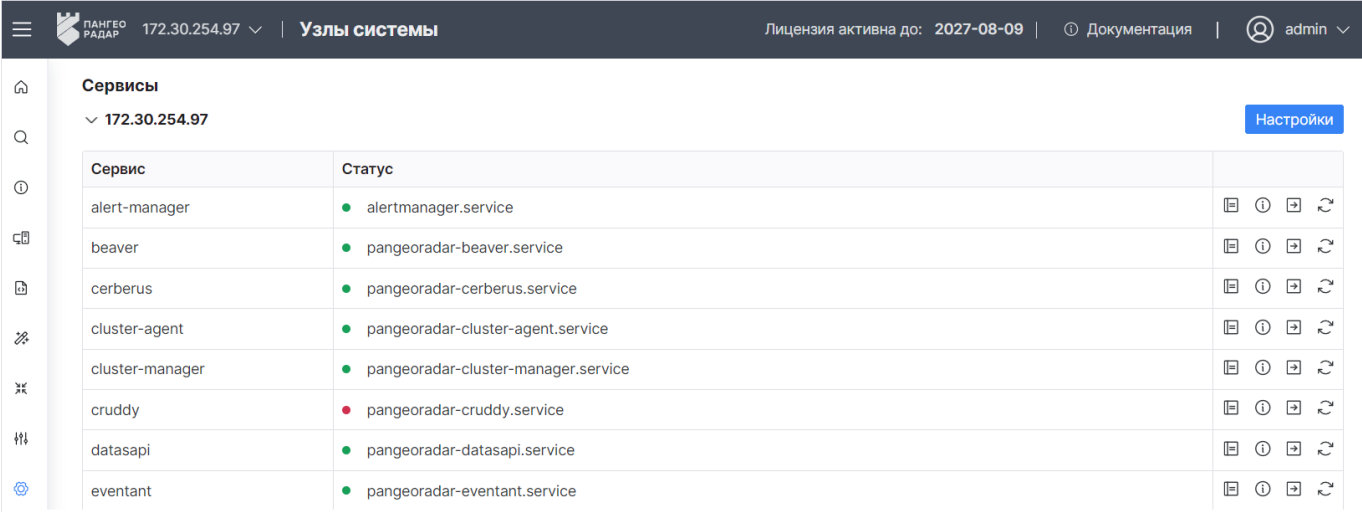 ПАНГЕО РАДАР 172.30.254.97 | Узлы системы Лицензия активна до: 2027-08-09 | Документация | admin
Сервисы
172.30.254.97 Настройки
Сервис Статус
alert-manager alertmanager.service
beaver pangeoradar-beaver.service
cerberus pangeoradar-cerberus.service
cluster-agent pangeoradar-cluster-agent.service
cluster-manager pangeoradar-cluster-manager.service
cruddy pangeoradar-cruddy.service
datasapi pangeoradar-datasapi.service
eventant pangeoradar-eventant.service